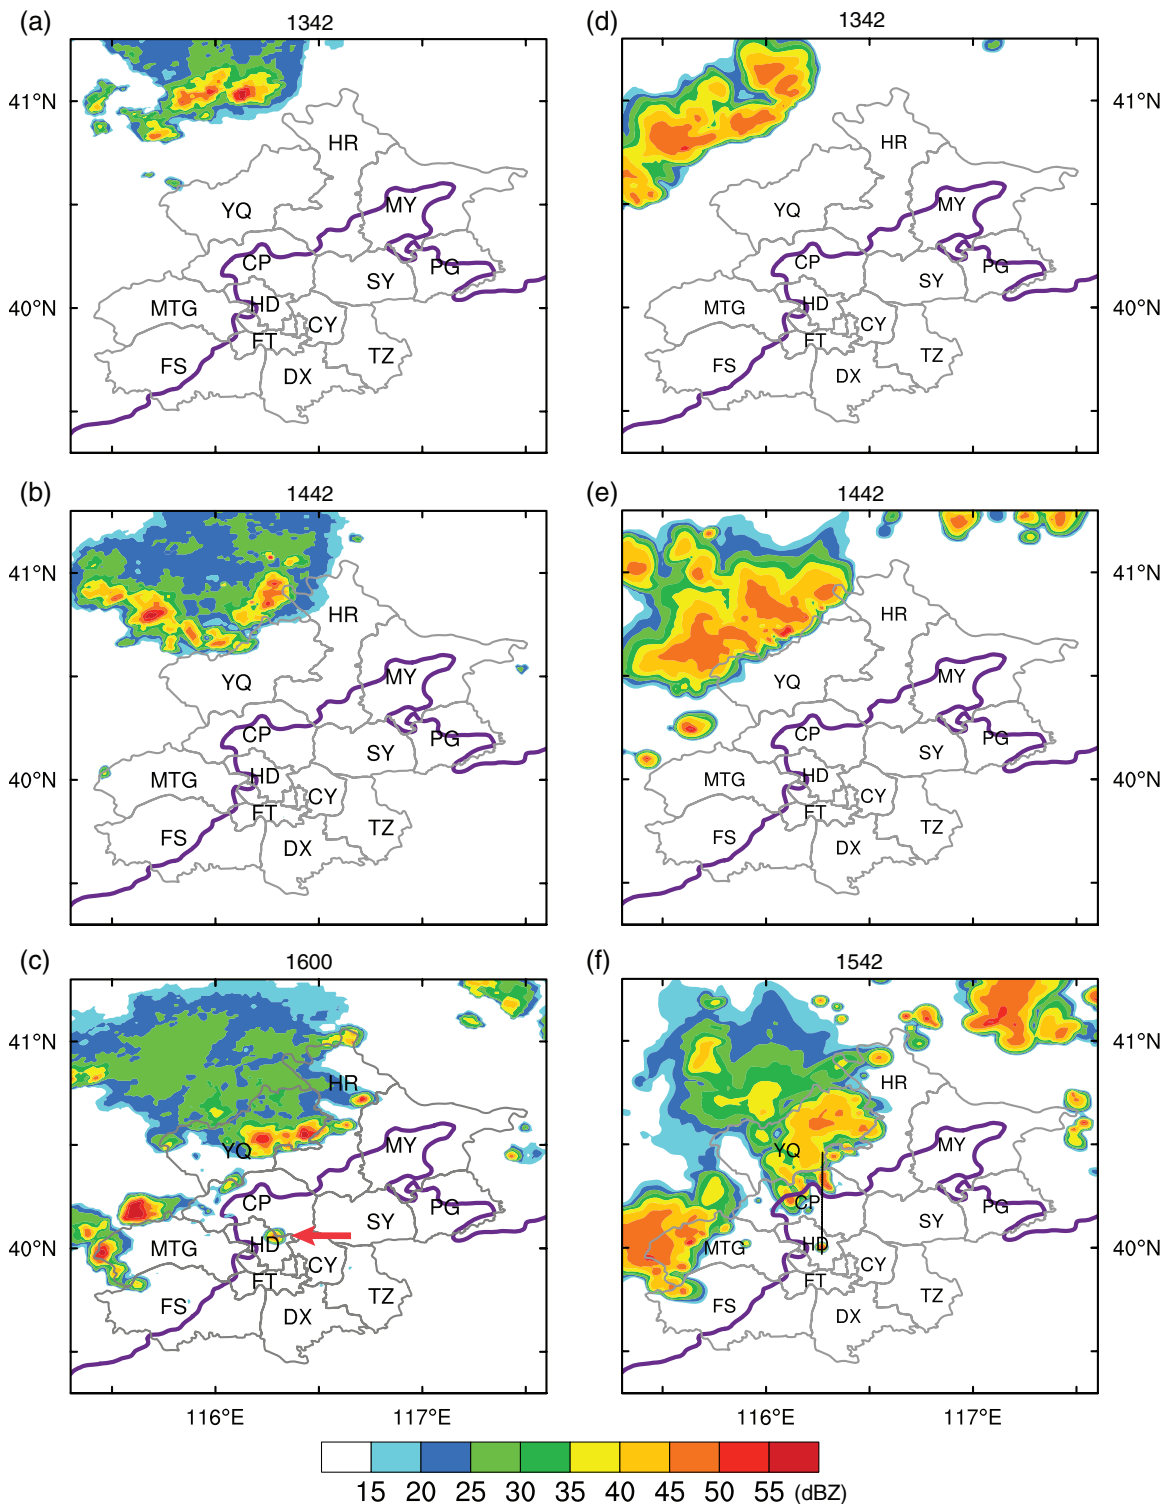 (a)
1342
41°N
40°N
HR
YQ
MY
CP
PG
SY
MTG
HD
CY
FT
TZ
FS
DX
(d)
1342
41°N
40°N
HR
YQ
MY
CP
PG
SY
MTG
HD
CY
FT
TZ
FS
DX
(b)
1442
41°N
40°N
HR
YQ
MY
CP
PG
SY
MTG
HD
CY
FT
TZ
FS
DX
(e)
1442
41°N
40°N
HR
YQ
MY
CP
PG
SY
MTG
HD
CY
FT
TZ
FS
DX
(c)
1600
41°N
40°N
HR
YQ
MY
CP
PG
SY
MTG
HD
CY
FT
TZ
FS
DX
116°E 117°E
(f)
1542
41°N
40°N
HR
YQ
MY
CP
PG
SY
MTG
HD
CY
FT
TZ
FS
DX
116°E 117°E
15 20 25 30 35 40 45 50 55 (dBZ)